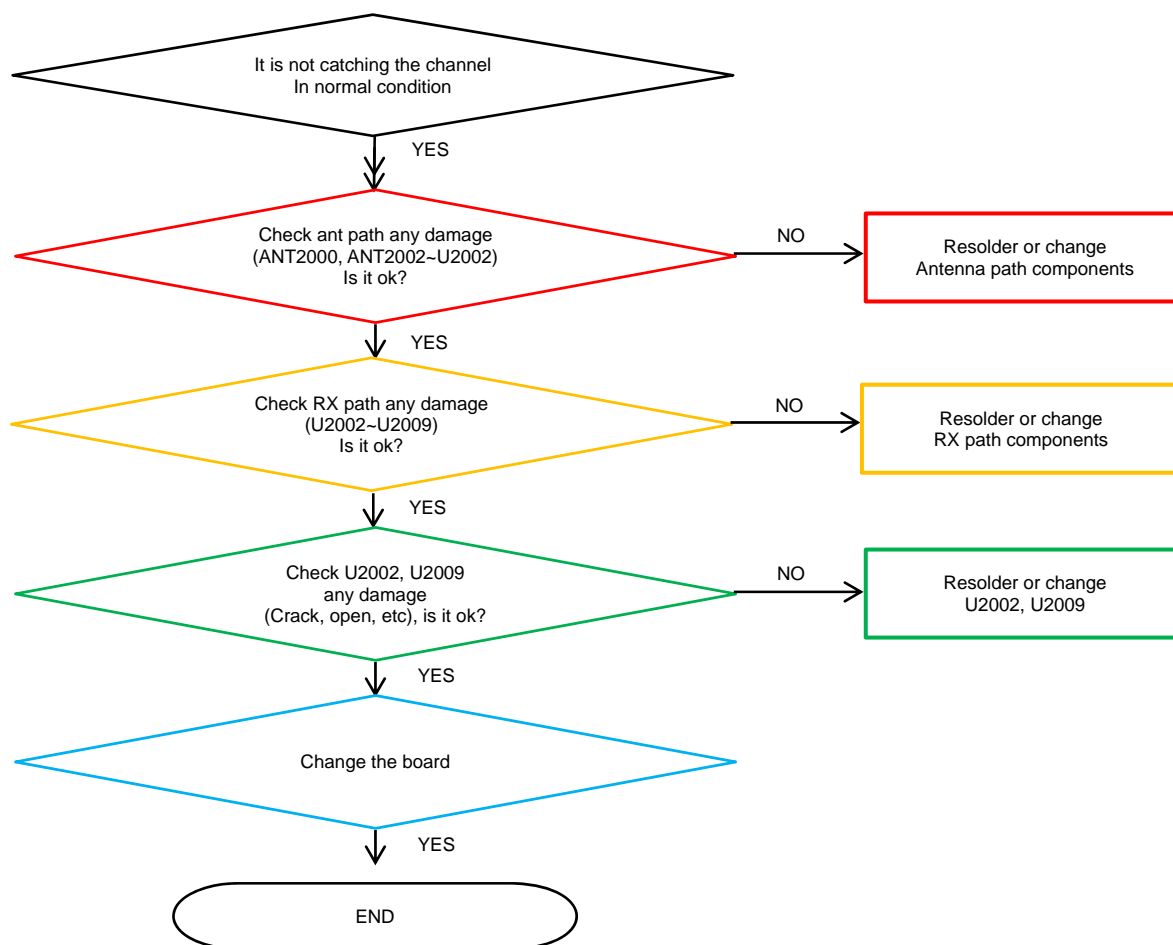 It is not catching the channel
In normal condition
YES
Check ant path any damage
(ANT2000, ANT2002~U2002)
Is it ok?
NO
Resolder or change
Antenna path components
YES
Check RX path any damage
(U2002~U2009)
Is it ok?
NO
Resolder or change
RX path components
YES
Check U2002, U2009
any damage
(Crack, open, etc), is it ok?
NO
Resolder or change
U2002, U2009
YES
Change the board
YES
END